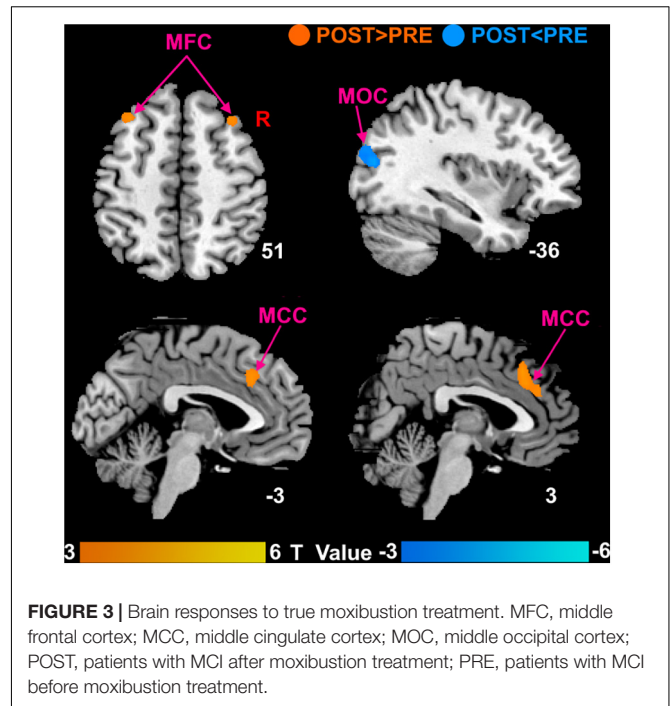 POST>PRE POST<PRE
MFC
MOC
R
51
-36
MCC
MCC
-3
3
3 6 T Value -3 -6
FIGURE 3 | Brain responses to true moxibustion treatment. MFC, middle
frontal cortex; MCC, middle cingulate cortex; MOC, middle occipital cortex;
POST, patients with MCI after moxibustion treatment; PRE, patients with MCI
before moxibustion treatment.